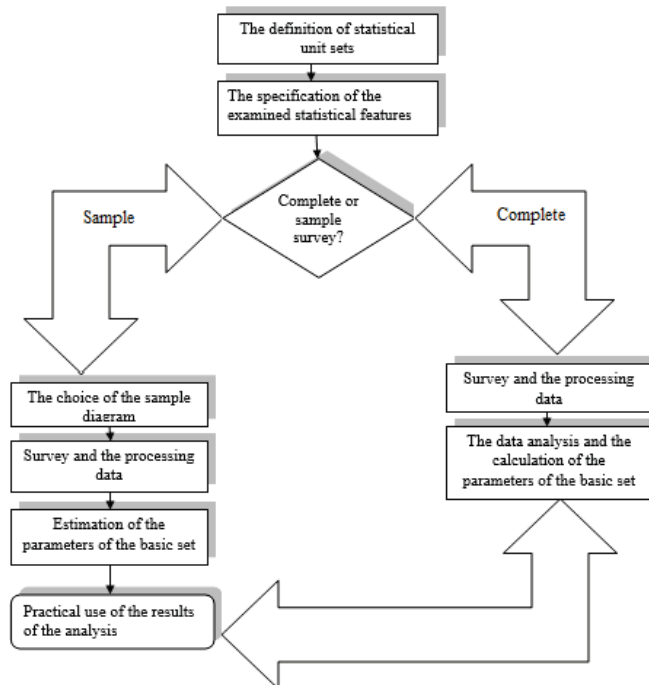 The definition of statistical
unit sets
The specification of the
examined statistical features
Complete or
sample
survey?
Sample
Complete
The choice of the sample
diagram
Survey and the processing
data
Estimation of the
parameters of the basic set
Practical use of the results
of the analysis
Survey and the processing
data
The data analysis and the
calculation of the
parameters of the basic set